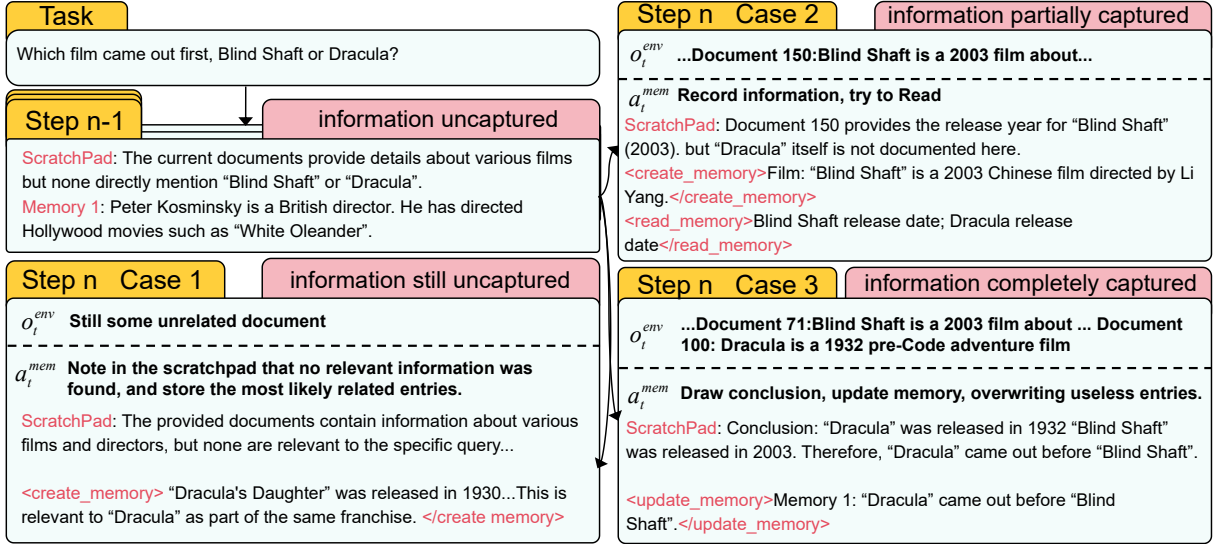 Task
Which film came out first, Blind Shaft or Dracula?
Step n-1
information uncaptured
ScratchPad: The current documents provide details about various films
but none directly mention “Blind Shaft” or “Dracula”.
Memory 1: Peter Kosminsky is a British director. He has directed
Hollywood movies such as “White Oleander”.
Step n Case 1
information still uncaptured
o_t^{env} Still some unrelated document
a_t^{mem} Note in the scratchpad that no relevant information was
found, and store the most likely related entries.
ScratchPad: The provided documents contain information about various
films and directors, but none are relevant to the specific query...
<create_memory> “Dracula's Daughter” was released in 1930...This is
relevant to “Dracula” as part of the same franchise. </create memory>
Step n Case 2
information partially captured
o_t^{env} ...Document 150:Blind Shaft is a 2003 film about...
a_t^{mem} Record information, try to Read
ScratchPad: Document 150 provides the release year for “Blind Shaft”
(2003). but “Dracula” itself is not documented here.
<create_memory>Film: “Blind Shaft” is a 2003 Chinese film directed by Li
Yang.</create_memory>
<read_memory>Blind Shaft release date; Dracula release
date</read_memory>
Step n Case 3
information completely captured
o_t^{env} ...Document 71:Blind Shaft is a 2003 film about ... Document
100: Dracula is a 1932 pre-Code adventure film
a_t^{mem} Draw conclusion, update memory, overwriting useless entries.
ScratchPad: Conclusion: “Dracula” was released in 1932 “Blind Shaft”
was released in 2003. Therefore, “Dracula” came out before “Blind Shaft”.
<update_memory>Memory 1: “Dracula” came out before “Blind
Shaft”.</update_memory>